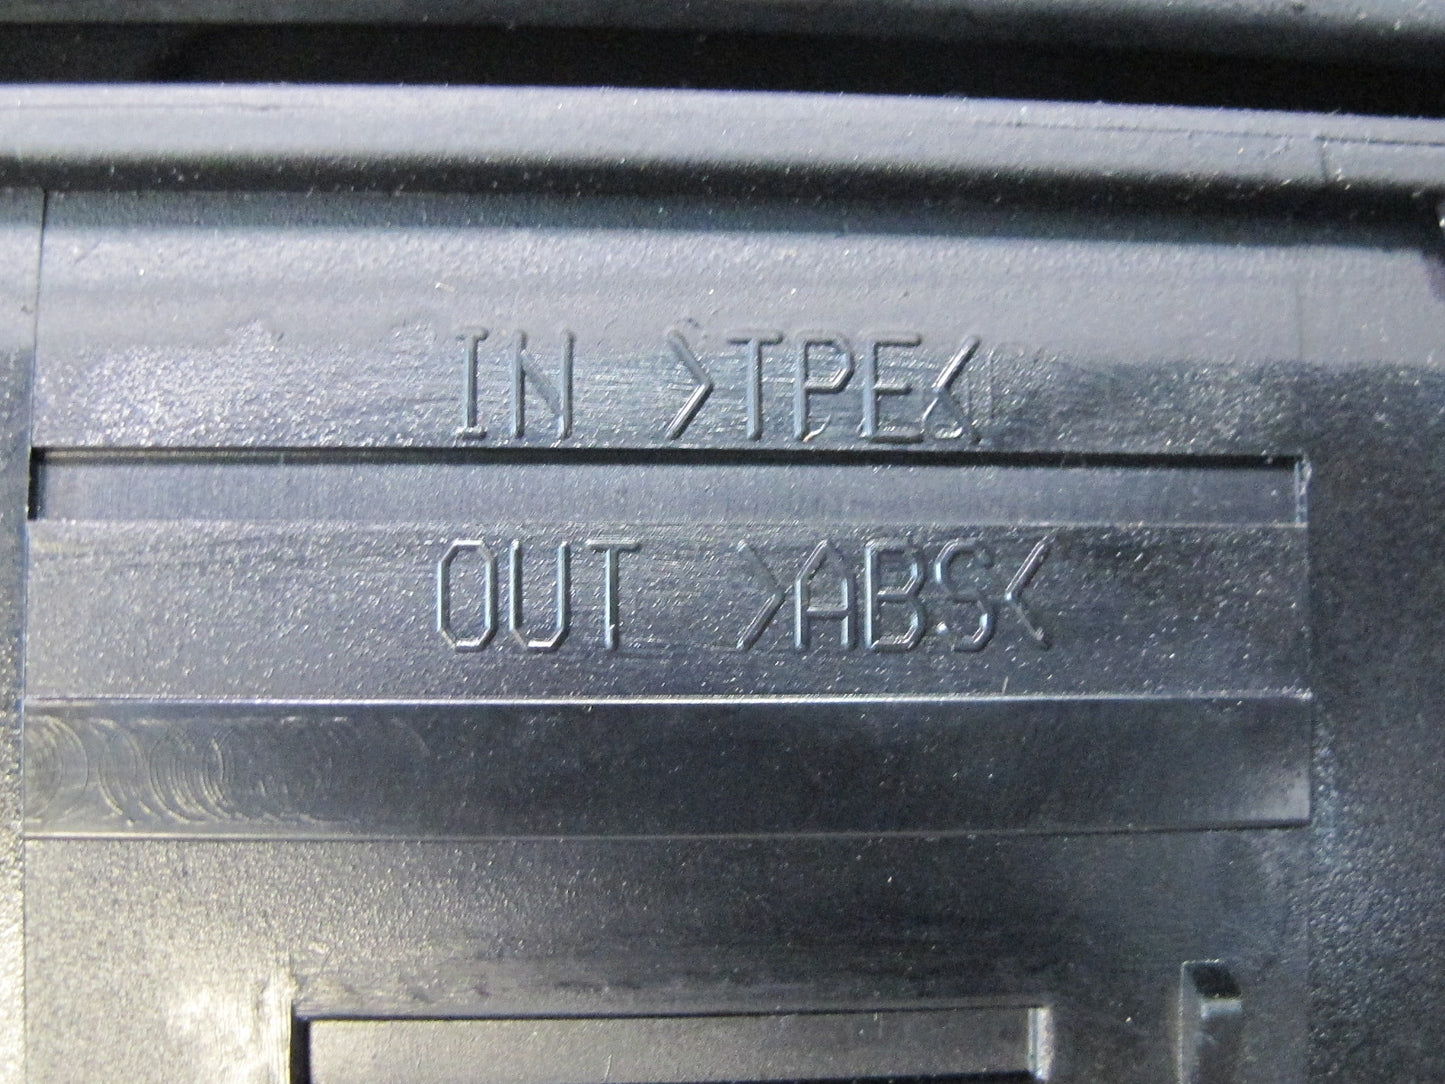 IN >TPE<
OUT >ABS<